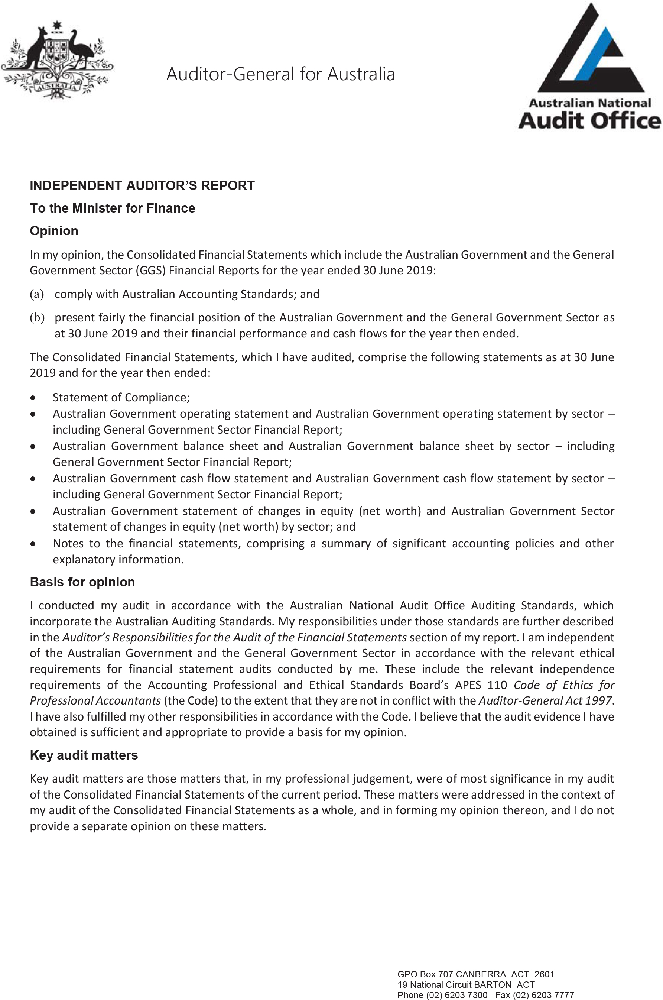 AUSTRALIA
Auditor-General for Australia
Australian National
Audit Office
INDEPENDENT AUDITOR’S REPORT
To the Minister for Finance
Opinion
In my opinion, the Consolidated Financial Statements which include the Australian Government and the General
Government Sector (GGS) Financial Reports for the year ended 30 June 2019:
(a) comply with Australian Accounting Standards; and
(b) present fairly the financial position of the Australian Government and the General Government Sector as
at 30 June 2019 and their financial performance and cash flows for the year then ended.
The Consolidated Financial Statements, which I have audited, comprise the following statements as at 30 June
2019 and for the year then ended:
• Statement of Compliance;
• Australian Government operating statement and Australian Government operating statement by sector –
including General Government Sector Financial Report;
• Australian Government balance sheet and Australian Government balance sheet by sector – including
General Government Sector Financial Report;
• Australian Government cash flow statement and Australian Government cash flow statement by sector –
including General Government Sector Financial Report;
• Australian Government statement of changes in equity (net worth) and Australian Government Sector
statement of changes in equity (net worth) by sector; and
• Notes to the financial statements, comprising a summary of significant accounting policies and other
explanatory information.
Basis for opinion
I conducted my audit in accordance with the Australian National Audit Office Auditing Standards, which
incorporate the Australian Auditing Standards. My responsibilities under those standards are further described
in the Auditor’s Responsibilities for the Audit of the Financial Statements section of my report. I am independent
of the Australian Government and the General Government Sector in accordance with the relevant ethical
requirements for financial statement audits conducted by me. These include the relevant independence
requirements of the Accounting Professional and Ethical Standards Board’s APES 110 Code of Ethics for
Professional Accountants (the Code) to the extent that they are not in conflict with the Auditor-General Act 1997.
I have also fulfilled my other responsibilities in accordance with the Code. I believe that the audit evidence I have
obtained is sufficient and appropriate to provide a basis for my opinion.
Key audit matters
Key audit matters are those matters that, in my professional judgement, were of most significance in my audit
of the Consolidated Financial Statements of the current period. These matters were addressed in the context of
my audit of the Consolidated Financial Statements as a whole, and in forming my opinion thereon, and I do not
provide a separate opinion on these matters.
GPO Box 707 CANBERRA ACT 2601
19 National Circuit BARTON ACT
Phone (02) 6203 7300 Fax (02) 6203 7777